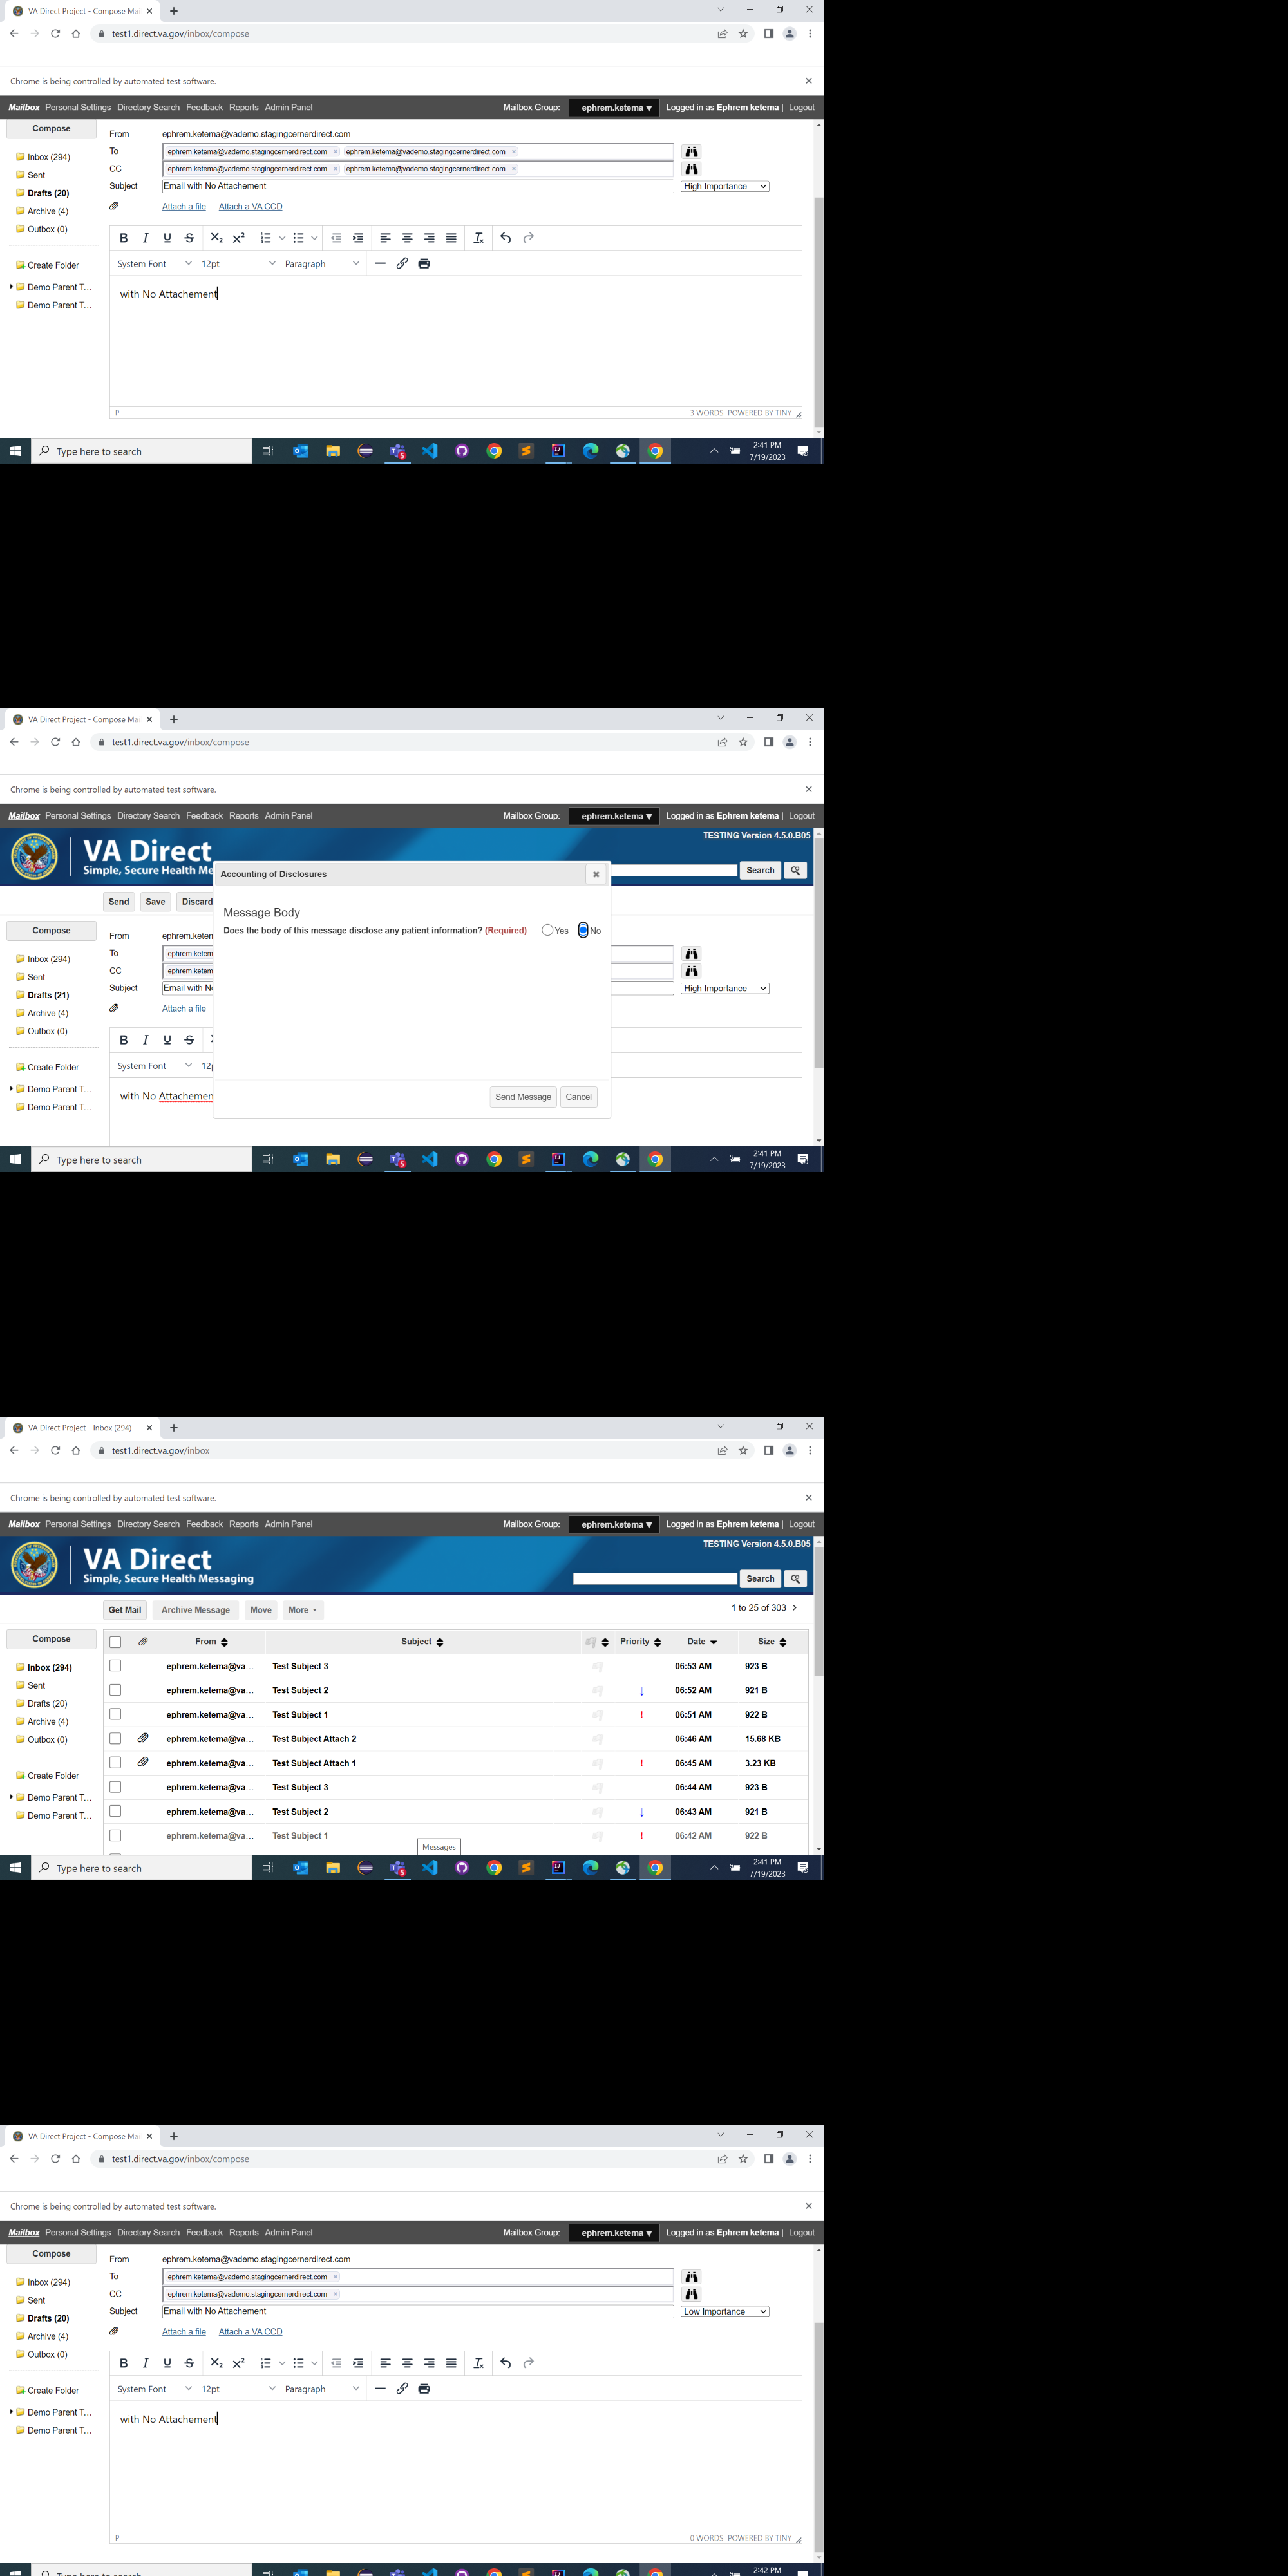 VA Direct Project - Compose Ma
test1.direct.va.gov/inbox/compose
Chrome is being controlled by automated test software.
Mailbox Personal Settings Directory Search Feedback Reports Admin Panel Mailbox Group: ephrem.ketema ▼ Logged in as Ephrem ketema | Logout
Compose
From ephrem.ketema@vademo.stagingcernerdirect.com
Inbox (294)
To ephrem.ketema@vademo.stagingcernerdirect.com × ephrem.ketema@vademo.stagingcernerdirect.com ×
Sent
CC ephrem.ketema@vademo.stagingcernerdirect.com × ephrem.ketema@vademo.stagingcernerdirect.com ×
Drafts (20)
Subject Email with No Attachement High Importance
Archive (4)
Attach a file Attach a VA CCD
Outbox (0)
B I U S X₂ X²
Create Folder
System Font 12pt Paragraph
Demo Parent T...
with No Attachement
Demo Parent T...
P 3 WORDS POWERED BY TINY
Type here to search
2:41 PM
7/19/2023
VA Direct Project - Compose Ma
test1.direct.va.gov/inbox/compose
Chrome is being controlled by automated test software.
Mailbox Personal Settings Directory Search Feedback Reports Admin Panel Mailbox Group: ephrem.ketema ▼ Logged in as Ephrem ketema | Logout
TESTING Version 4.5.0.B05
VA Direct
Simple, Secure Health Me
Search
Accounting of Disclosures
Send Save Discard
Message Body
Does the body of this message disclose any patient information? (Required) Yes No
Compose
From ephrem.keter
Inbox (294)
To ephrem.ketem
Sent
CC ephrem.ketem
Drafts (21)
Subject Email with No High Importance
Archive (4)
Attach a file
Outbox (0)
B I U S
Create Folder
System Font 12p
Demo Parent T...
with No Attachemen
Send Message Cancel
Demo Parent T...
Type here to search
2:41 PM
7/19/2023
VA Direct Project - Inbox (294)
test1.direct.va.gov/inbox
Chrome is being controlled by automated test software.
Mailbox Personal Settings Directory Search Feedback Reports Admin Panel Mailbox Group: ephrem.ketema ▼ Logged in as Ephrem ketema | Logout
TESTING Version 4.5.0.B05
VA Direct
Simple, Secure Health Messaging
Search
Get Mail Archive Message Move More 1 to 25 of 303
Compose
From Subject Priority Date Size
Inbox (294)
ephrem.ketema@va... Test Subject 3 06:53 AM 923 B
Sent
ephrem.ketema@va... Test Subject 2 ↓ 06:52 AM 921 B
Drafts (20)
ephrem.ketema@va... Test Subject 1 ! 06:51 AM 922 B
Archive (4)
Outbox (0)
ephrem.ketema@va... Test Subject Attach 2 06:46 AM 15.68 KB
ephrem.ketema@va... Test Subject Attach 1 ! 06:45 AM 3.23 KB
Create Folder
ephrem.ketema@va... Test Subject 3 06:44 AM 923 B
Demo Parent T...
ephrem.ketema@va... Test Subject 2 ↓ 06:43 AM 921 B
Demo Parent T...
ephrem.ketema@va... Test Subject 1 ! 06:42 AM 922 B
Messages
Type here to search
2:41 PM
7/19/2023
VA Direct Project - Compose Ma
test1.direct.va.gov/inbox/compose
Chrome is being controlled by automated test software.
Mailbox Personal Settings Directory Search Feedback Reports Admin Panel Mailbox Group: ephrem.ketema ▼ Logged in as Ephrem ketema | Logout
Compose
From ephrem.ketema@vademo.stagingcernerdirect.com
Inbox (294)
To ephrem.ketema@vademo.stagingcernerdirect.com ×
Sent
CC ephrem.ketema@vademo.stagingcernerdirect.com ×
Drafts (20)
Subject Email with No Attachement Low Importance
Archive (4)
Attach a file Attach a VA CCD
Outbox (0)
B I U S X₂ X²
Create Folder
System Font 12pt Paragraph
Demo Parent T...
with No Attachement
Demo Parent T...
P 0 WORDS POWERED BY TINY
2:42 PM